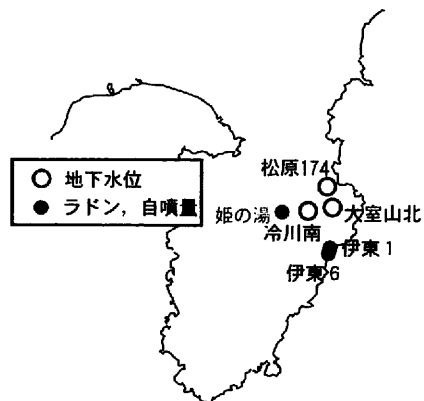 松原174
地下水位
ラドン，自噴量
姫の湯
大室山北
冷川南
伊東1
伊東6